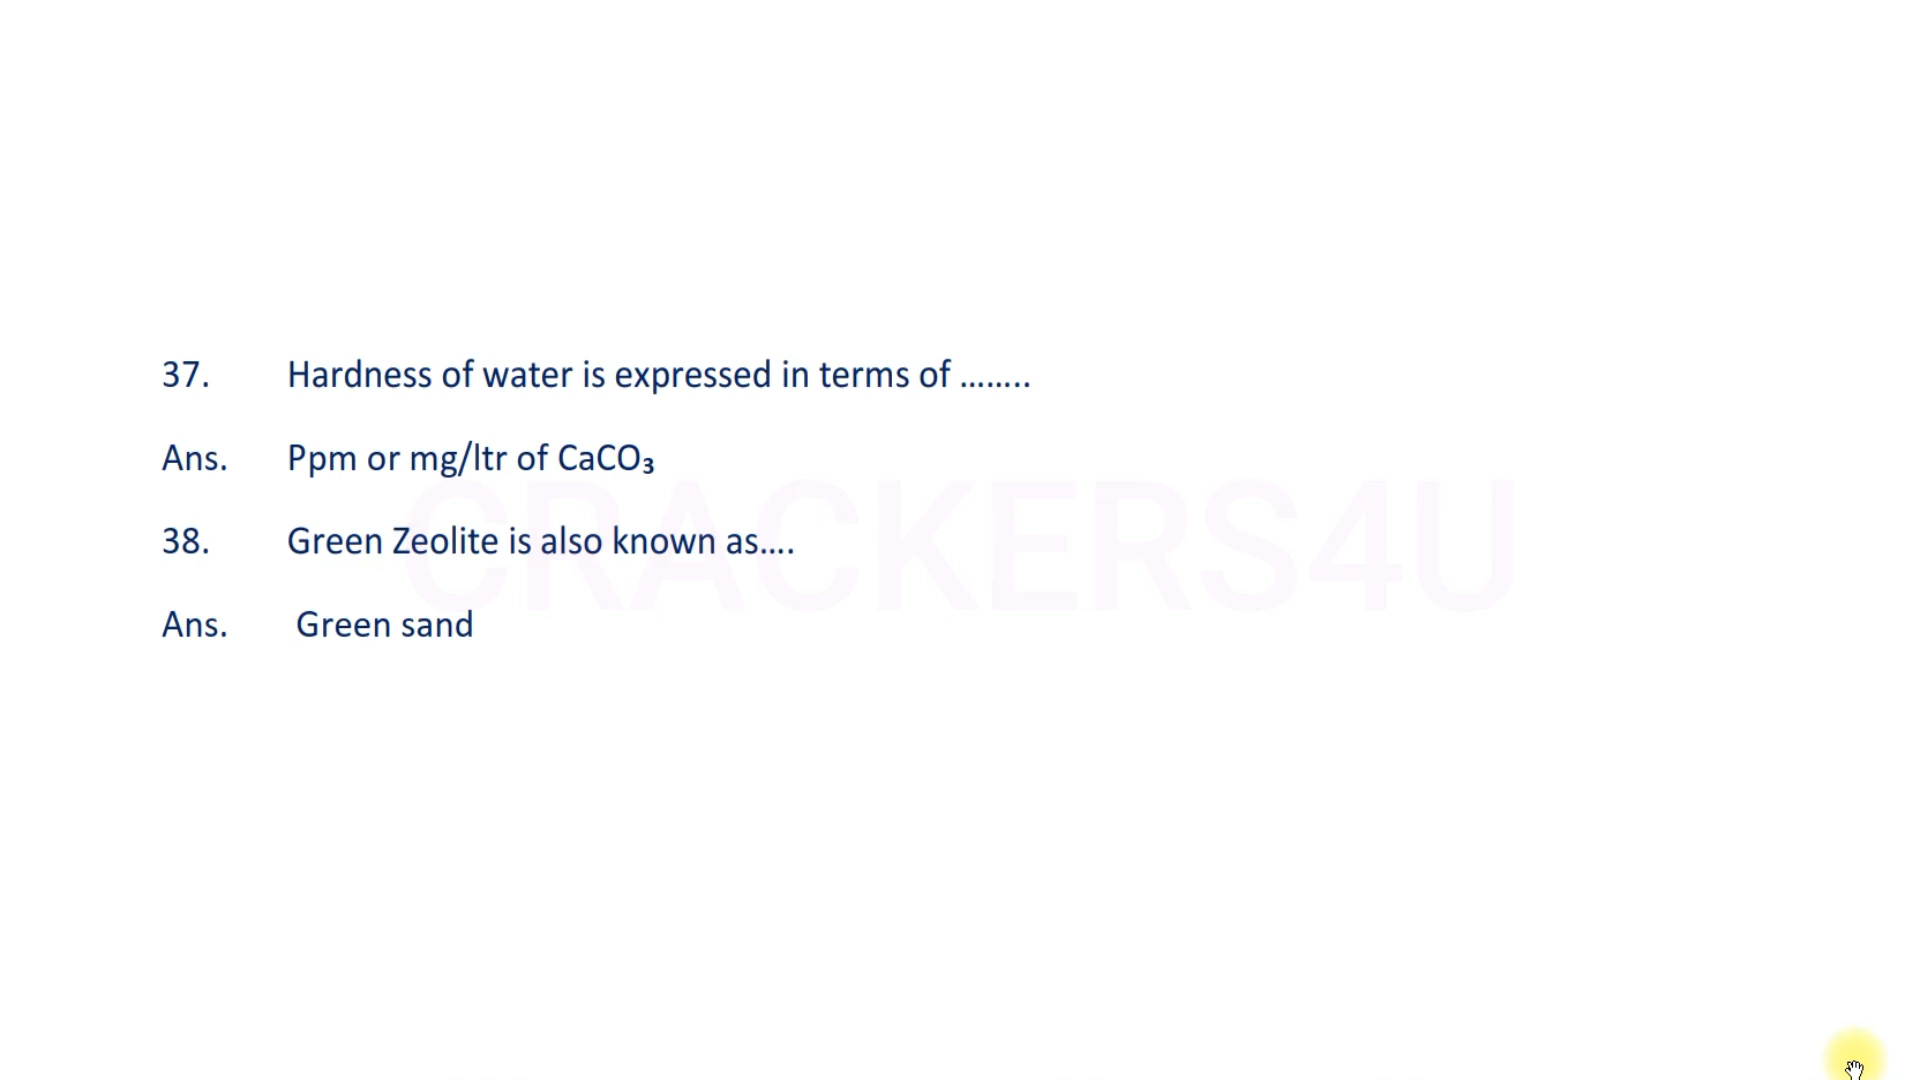 37. Hardness of water is expressed in terms of ........
Ans. Ppm or mg/ltr of CaCO₃
CRACKERS4U
38. Green Zeolite is also known as....
Ans. Green sand